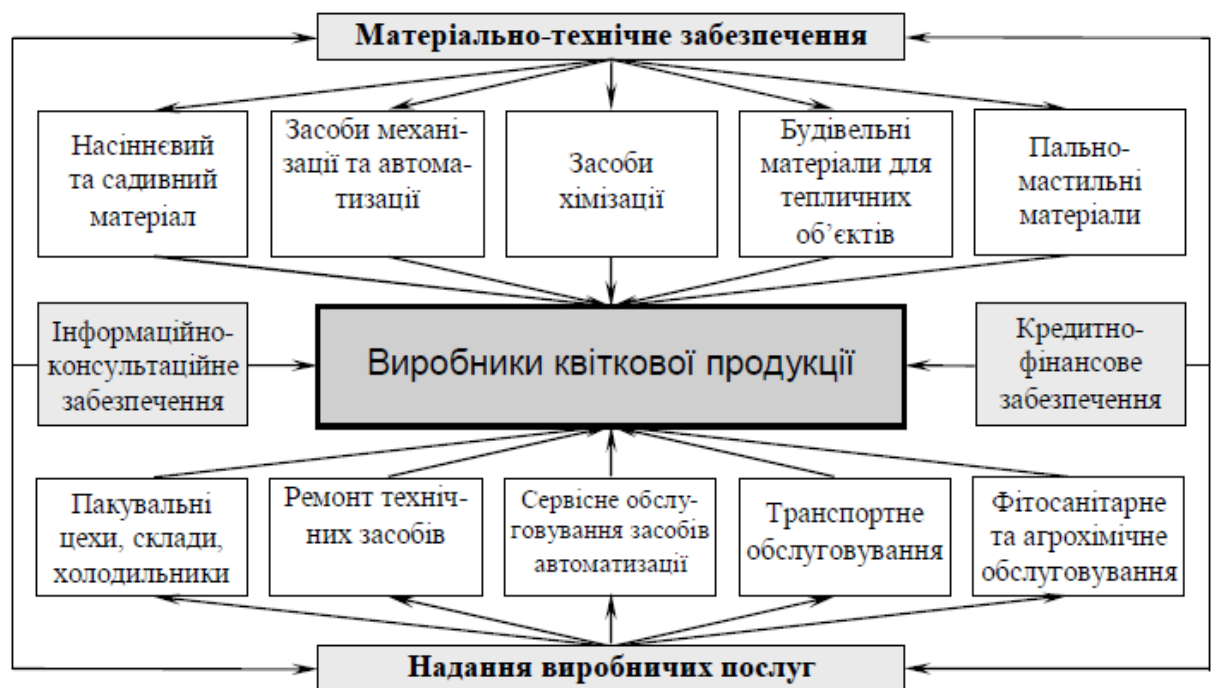 Матеріально-технічне забезпечення
Насіннєвий
та садивний
матеріал
Засоби механі-
зації та автома-
тизації
Засоби
хімізації
Будівельні
матеріали для
тепличних
об’єктів
Пально-
мастильні
матеріали
Інформаційно-
консультаційне
забезпечення
Виробники квіткової продукції
Кредитно-
фінансове
забезпечення
Пакувальні
цехи, склади,
холодильники
Ремонт техніч-
них засобів
Сервісне обслу-
говування засобів
автоматизації
Транспортне
обслуговування
Фітосанітарне
та агрохімічне
обслуговування
Надання виробничих послуг